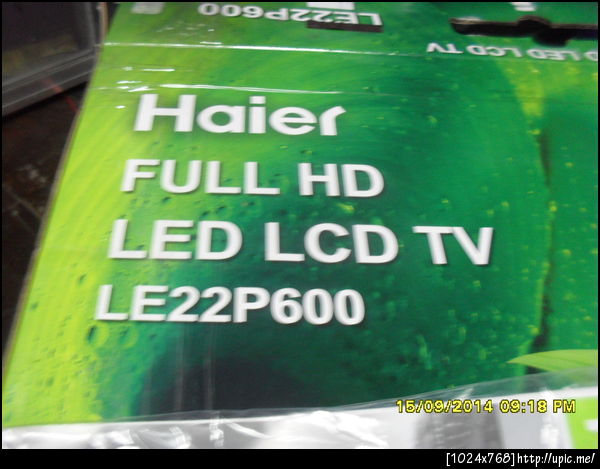 LE22P600
LE22P600
LED LCD TV
Haier
FULL HD
LED LCD TV
LE22P600
15/09/2014 09:18 PM
[1024x768]http://upic.me/